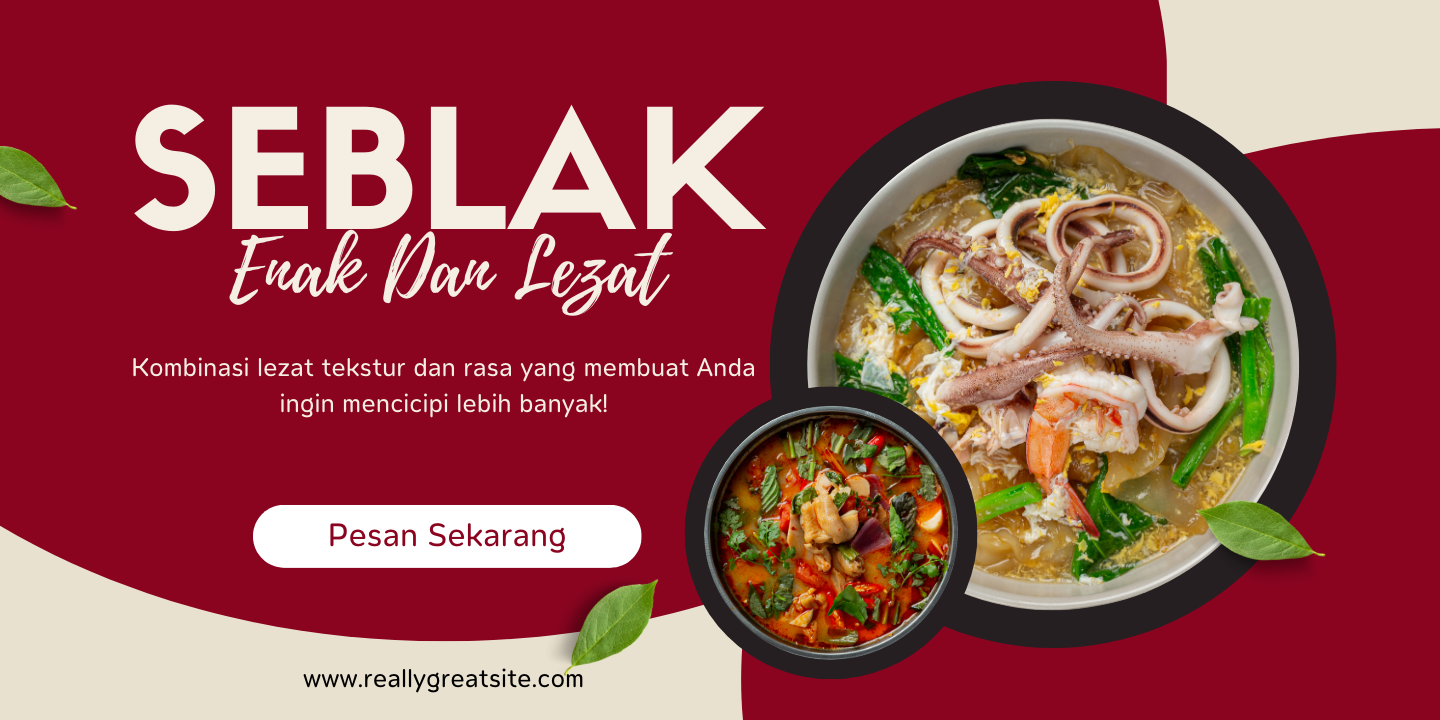 SEBLAK
Enak Dan Lezat
Kombinasi lezat tekstur dan rasa yang membuat Anda
ingin mencicipi lebih banyak!
Pesan Sekarang
www.reallygreatsite.com